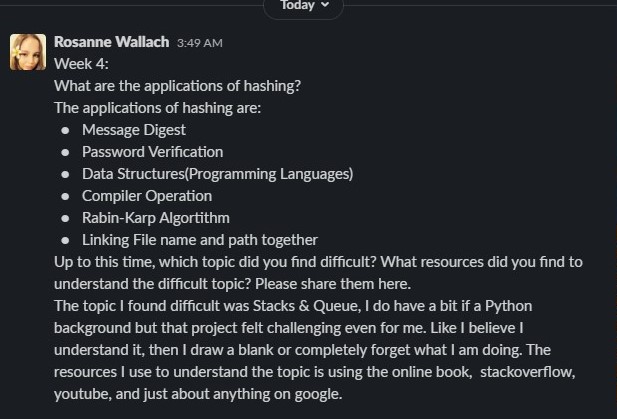 Today
Rosanne Wallach 3:49 AM
Week 4:
What are the applications of hashing?
The applications of hashing are:
● Message Digest
● Password Verification
● Data Structures(Programming Languages)
● Compiler Operation
● Rabin-Karp Algortithm
● Linking File name and path together
Up to this time, which topic did you find difficult? What resources did you find to
understand the difficult topic? Please share them here.
The topic I found difficult was Stacks & Queue, I do have a bit if a Python
background but that project felt challenging even for me. Like I believe I
understand it, then I draw a blank or completely forget what I am doing. The
resources I use to understand the topic is using the online book, stackoverflow,
youtube, and just about anything on google.